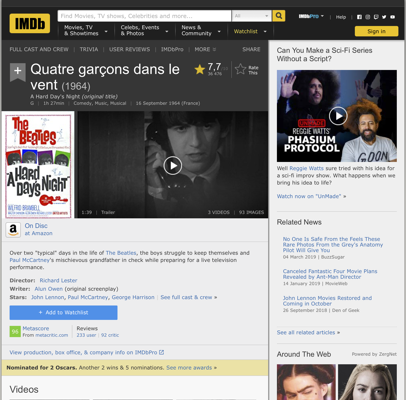 IMDb
Find Movies, TV shows, Celebrities and more...
All
IMDbPro
Help
Movies, TV & Showtimes
Celebs, Events & Photos
News & Community
Watchlist
Sign in
FULL CAST AND CREW | TRIVIA | USER REVIEWS | IMDbPro | MORE
SHARE
Quatre garçons dans le vent (1964)
7,7
Rate This
A Hard Day's Night (original title)
G | 1h 27min | Comedy, Music, Musical | 16 September 1964 (France)
The BEATLES
A HARD DAY'S NIGHT
WILFRID BRAMBELL
1:39 | Trailer
3 VIDEOS | 93 IMAGES
On Disc
at Amazon
Over two "typical" days in the life of The Beatles, the boys struggle to keep themselves and
Paul McCartney's mischievous grandfather in check while preparing for a live television
performance.
Director: Richard Lester
Writer: Alun Owen (original screenplay)
Stars: John Lennon, Paul McCartney, George Harrison | See full cast & crew »
+ Add to Watchlist
96
Metascore
From metacritic.com
Reviews
233 user | 92 critic
View production, box office, & company info on IMDbPro
Nominated for 2 Oscars. Another 2 wins & 5 nominations. See more awards »
Videos
Can You Make a Sci-Fi Series
Without a Script?
UNSCRIPTED
REGGIE WATTS'
PHASIUM
PROTOCOL
Well Reggie Watts sure tried with his idea for
a sci-fi improv show. What happens when we
bring his idea to life?
Watch now on "UnMade" »
Related News
No One Is Safe From the Feels These
Rare Photos From the Grey's Anatomy
Pilot Will Give You
04 March 2019 | BuzzSugar
Canceled Fantastic Four Movie Plans
Revealed by Ant-Man Director
14 January 2019 | MovieWeb
John Lennon Movies Restored and
Coming in October
26 September 2018 | Den of Geek
See all related articles »
Around The Web
Powered by ZergNet